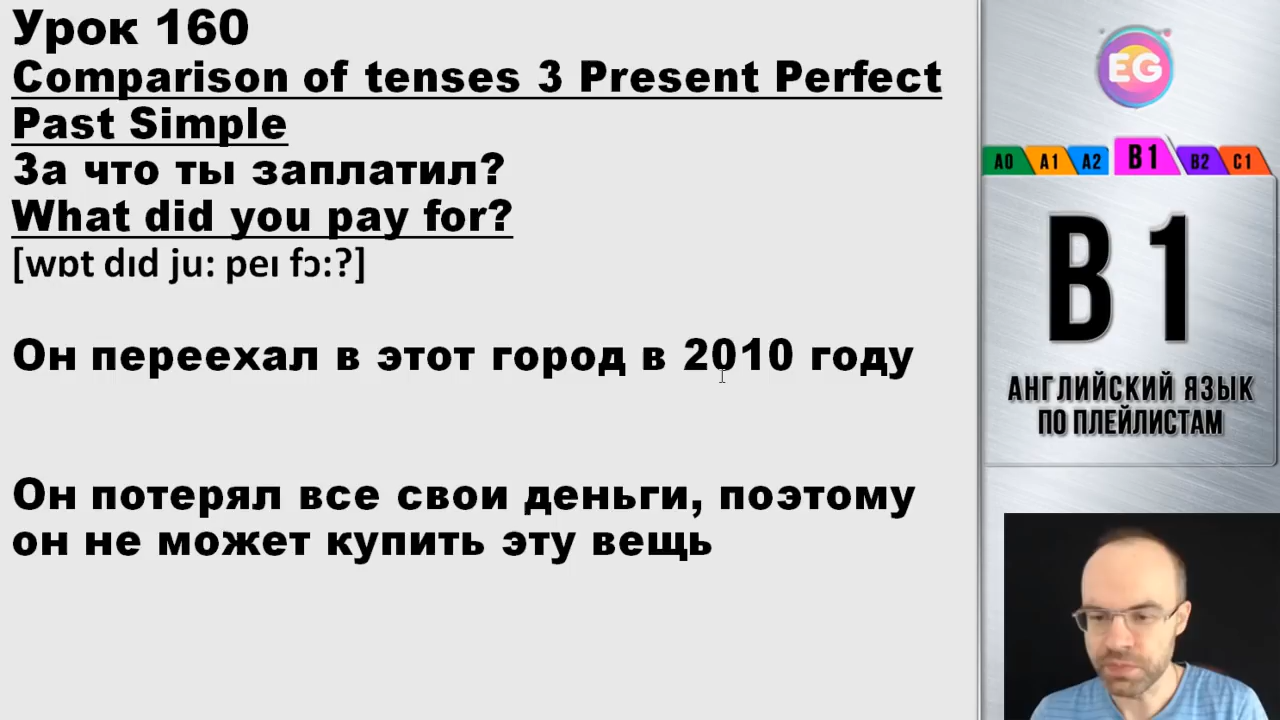 Урок 160
Comparison of tenses 3 Present Perfect
Past Simple
За что ты заплатил?
What did you pay for?
[wɒt dɪd ju: peɪ fɔ:?]
Он переехал в этот город в 2010 году
Он потерял все свои деньги, поэтому
он не может купить эту вещь
EG
A0 A1 A2 B1 B2 C1
B1
АНГЛИЙСКИЙ ЯЗЫК
ПО ПЛЕЙЛИСТАМ